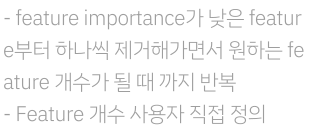 - feature importance가 낮은 featur
e부터 하나씩 제거해가면서 원하는 fe
ature 개수가 될 때 까지 반복
- Feature 개수 사용자 직접 정의